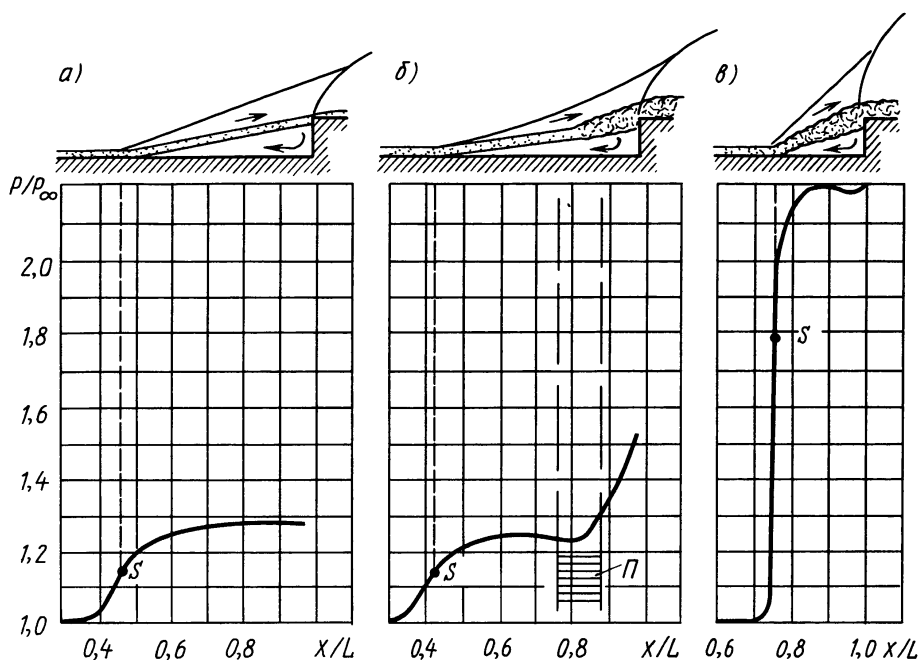 а)
б)
в)
P/P∞
2,0
1,8
1,6
1,4
1,2
1,0
S
S
П
S
0,4 0,6 0,8 X/L
0,4 0,6 0,8 X/L
0,6 0,8 1,0 X/L